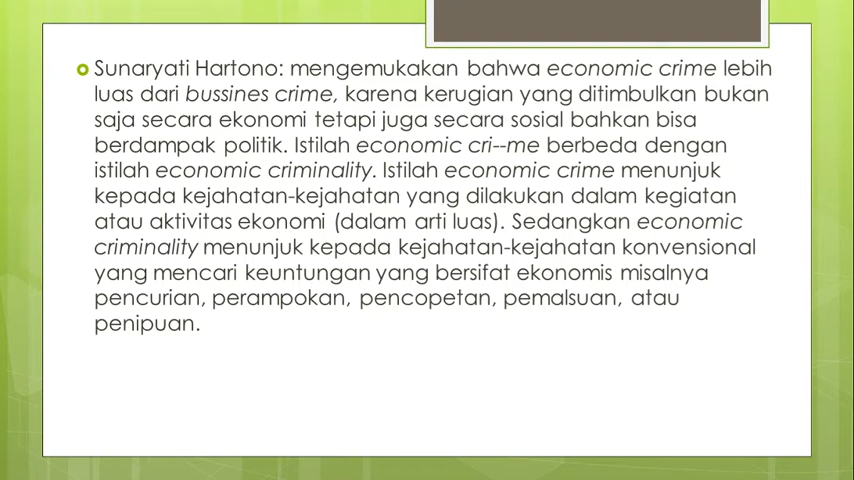 Sunaryati Hartono: mengemukakan bahwa economic crime lebih
luas dari bussines crime, karena kerugian yang ditimbulkan bukan
saja secara ekonomi tetapi juga secara sosial bahkan bisa
berdampak politik. Istilah economic cri--me berbeda dengan
istilah economic criminality. Istilah economic crime menunjuk
kepada kejahatan-kejahatan yang dilakukan dalam kegiatan
atau aktivitas ekonomi (dalam arti luas). Sedangkan economic
criminality menunjuk kepada kejahatan-kejahatan konvensional
yang mencari keuntungan yang bersifat ekonomis misalnya
pencurian, perampokan, pencopetan, pemalsuan, atau
penipuan.